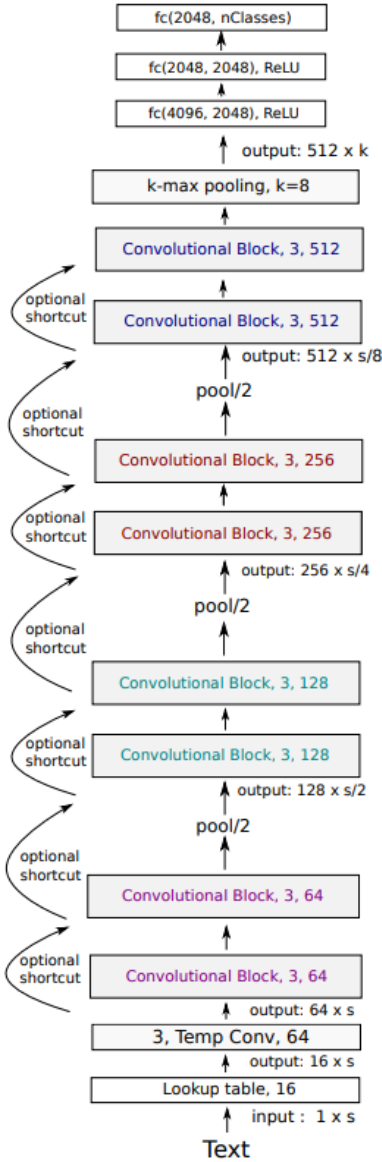 fc(2048, nClasses)
fc(2048, 2048), ReLU
fc(4096, 2048), ReLU
output: 512 x k
k-max pooling, k=8
Convolutional Block, 3, 512
optional
shortcut
Convolutional Block, 3, 512
output: 512 x s/8
pool/2
optional
shortcut
Convolutional Block, 3, 256
optional
shortcut
Convolutional Block, 3, 256
output: 256 x s/4
pool/2
optional
shortcut
Convolutional Block, 3, 128
optional
shortcut
Convolutional Block, 3, 128
output: 128 x s/2
pool/2
optional
shortcut
Convolutional Block, 3, 64
optional
shortcut
Convolutional Block, 3, 64
output: 64 x s
3, Temp Conv, 64
output: 16 x s
Lookup table, 16
input : 1 x s
Text